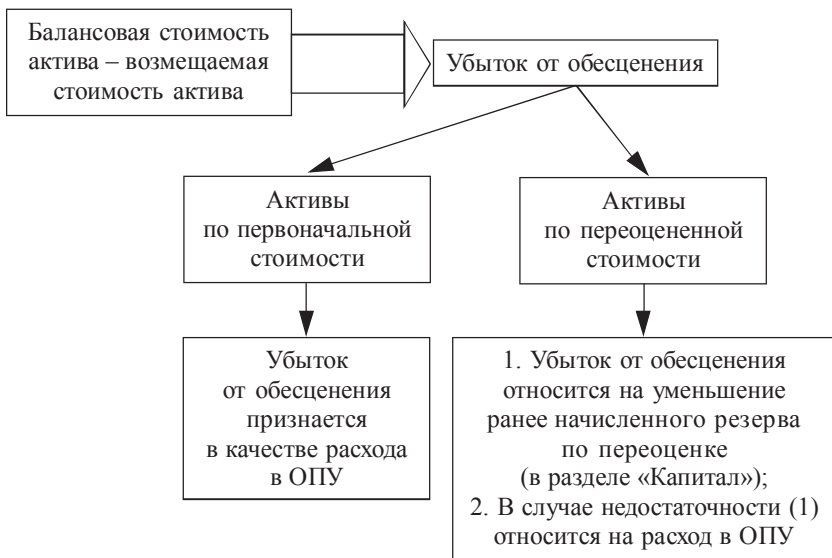 Балансовая стоимость
актива – возмещаемая
стоимость актива
Убыток от обесценения
Активы
по первоначальной
стоимости
Активы
по переоцененной
стоимости
Убыток
от обесценения
признается
в качестве расхода
в ОПУ
1. Убыток от обесценения
относится на уменьшение
ранее начисленного резерва
по переоценке
(в разделе «Капитал»);
2. В случае недостаточности (1)
относится на расход в ОПУ